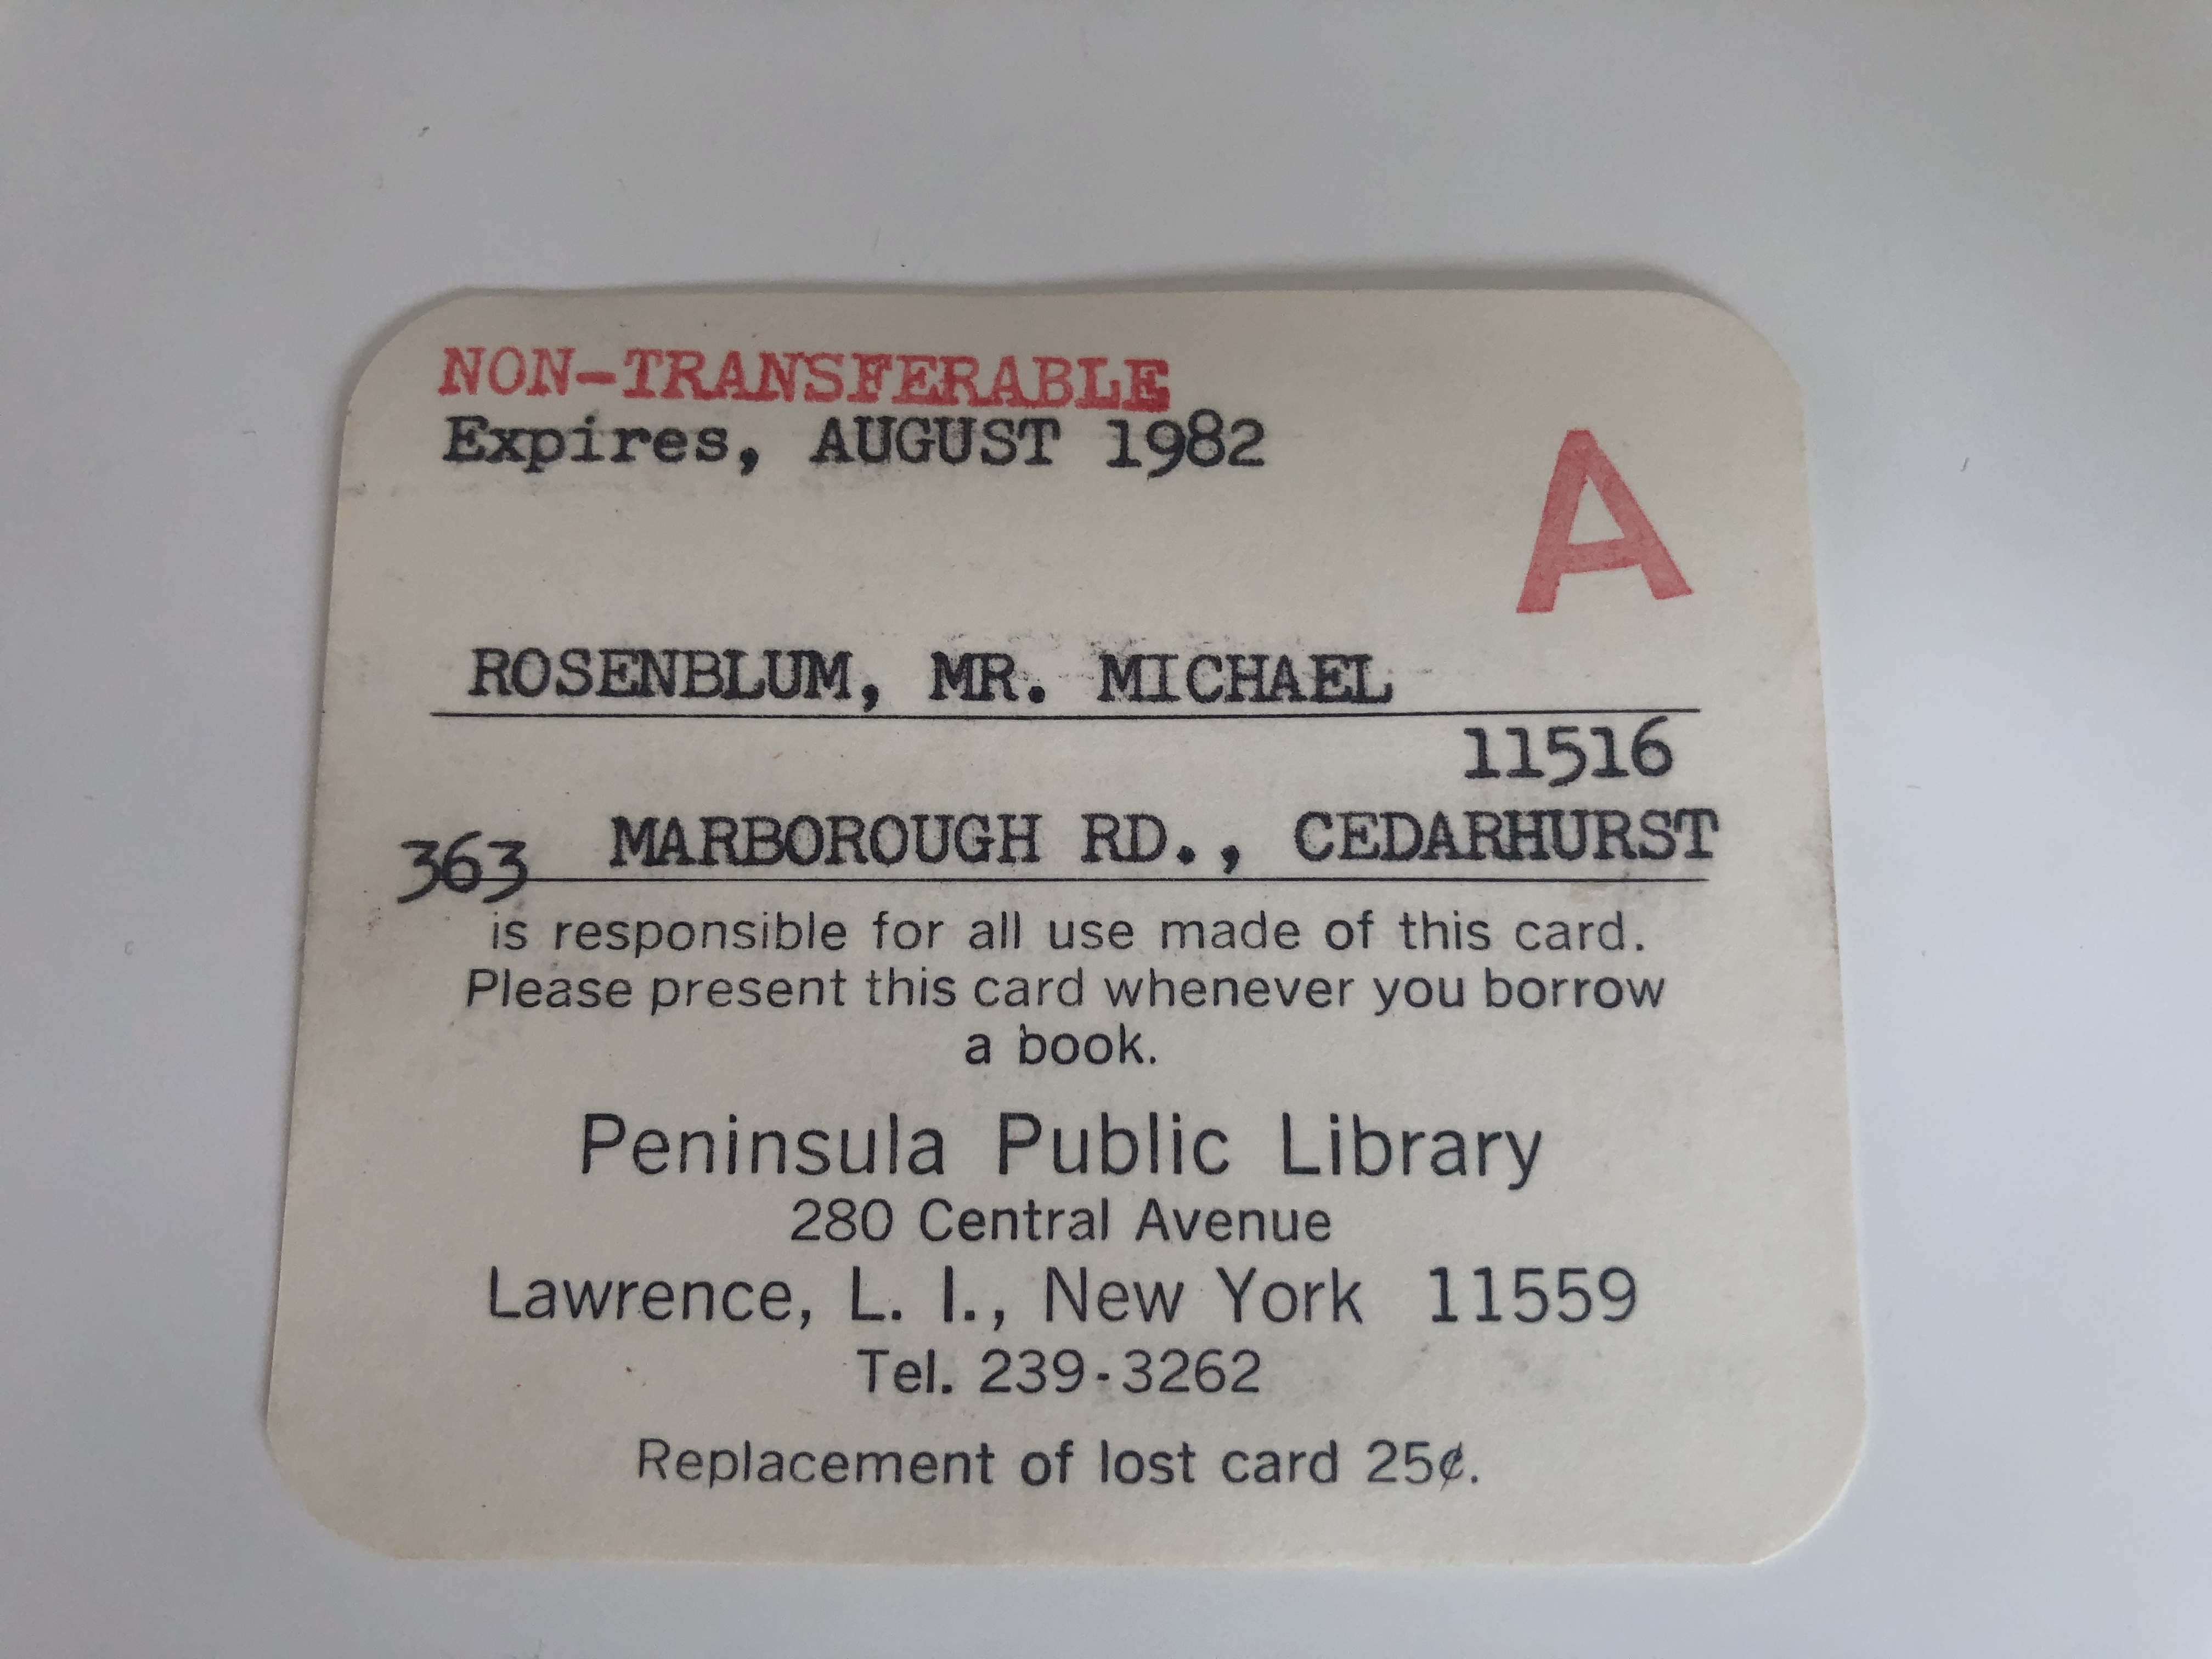 NON-TRANSFERABLE
Expires, AUGUST 1982
A
ROSENBLUM, MR. MICHAEL
11516
363 MARBOROUGH RD., CEDARHURST
is responsible for all use made of this card.
Please present this card whenever you borrow
a book.
Peninsula Public Library
280 Central Avenue
Lawrence, L. I., New York 11559
Tel. 239-3262
Replacement of lost card 25¢.